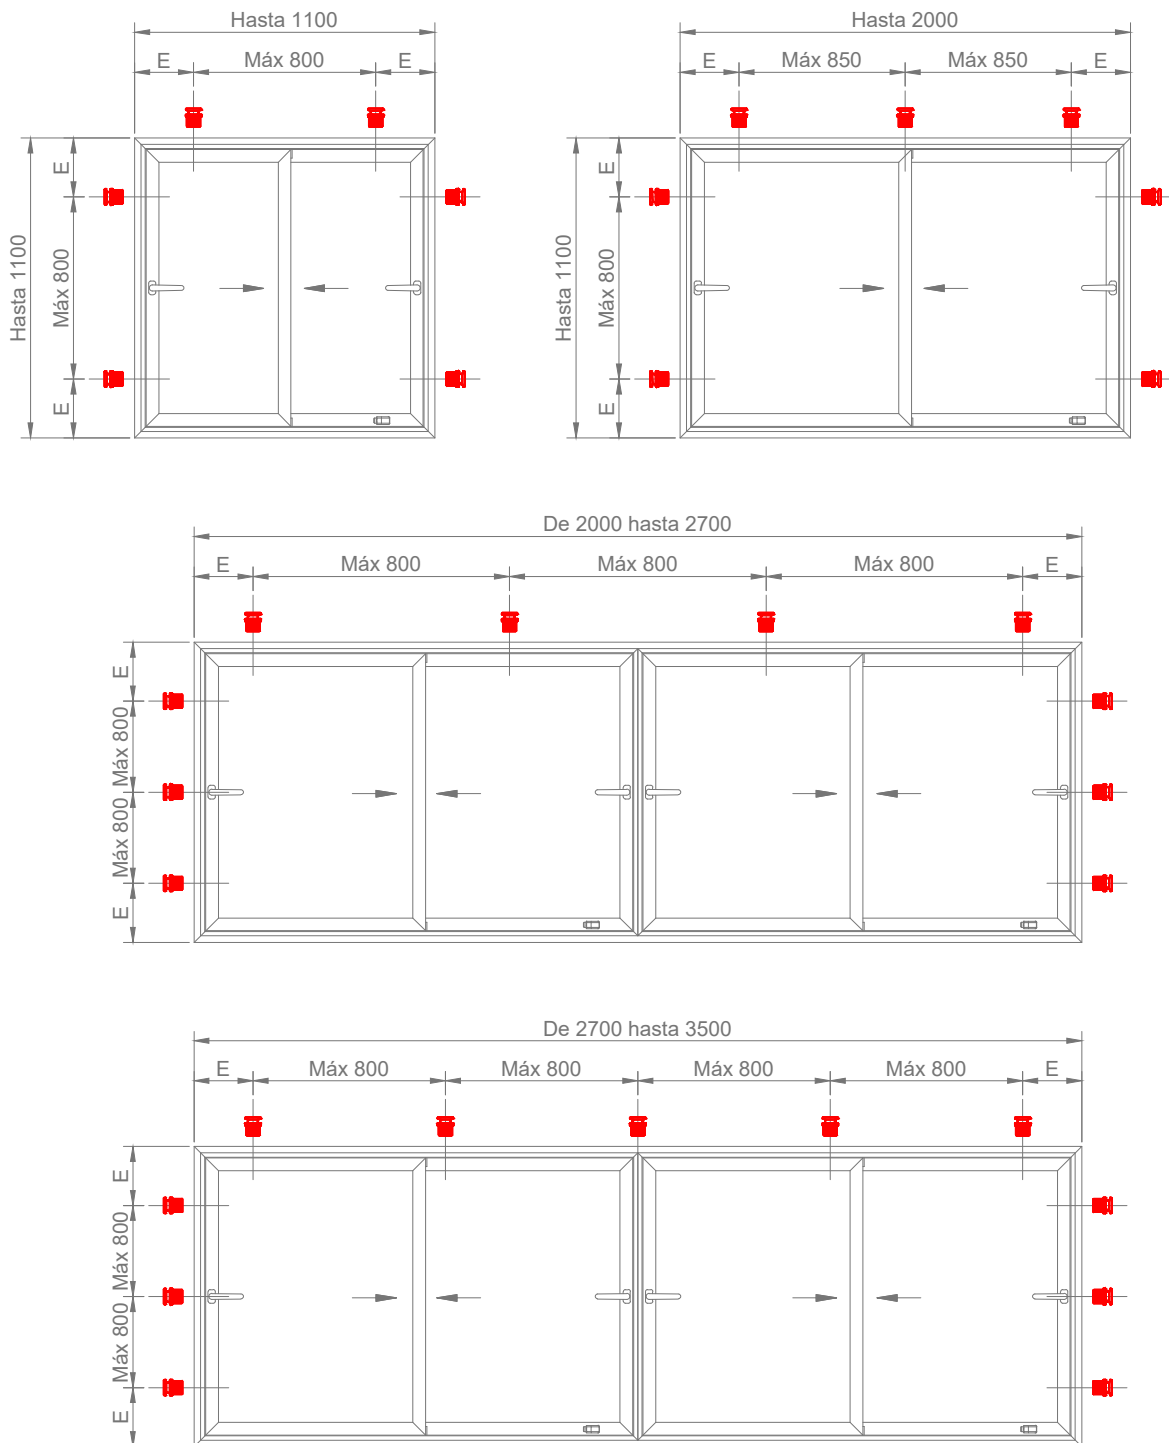 Hasta 1100
E Máx 800 E
E
Máx 800
E
Hasta 1100
Hasta 2000
E Máx 850 Máx 850 E
E
Máx 800
E
Hasta 1100
De 2000 hasta 2700
E Máx 800 Máx 800 Máx 800 E
E
Máx 800
Máx 800
E
De 2700 hasta 3500
E Máx 800 Máx 800 Máx 800 Máx 800 E
E
Máx 800
Máx 800
E